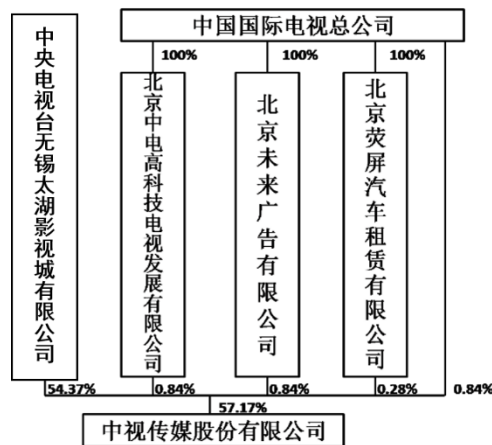 中国国际电视总公司
100%
100%
100%
中央电视台无锡太湖影视城有限公司
北京中电高科技电视发展有限公司
北京未来广告有限公司
北京荧屏汽车租赁有限公司
54.37%
0.84%
0.84%
0.28%
0.84%
57.17%
中视传媒股份有限公司